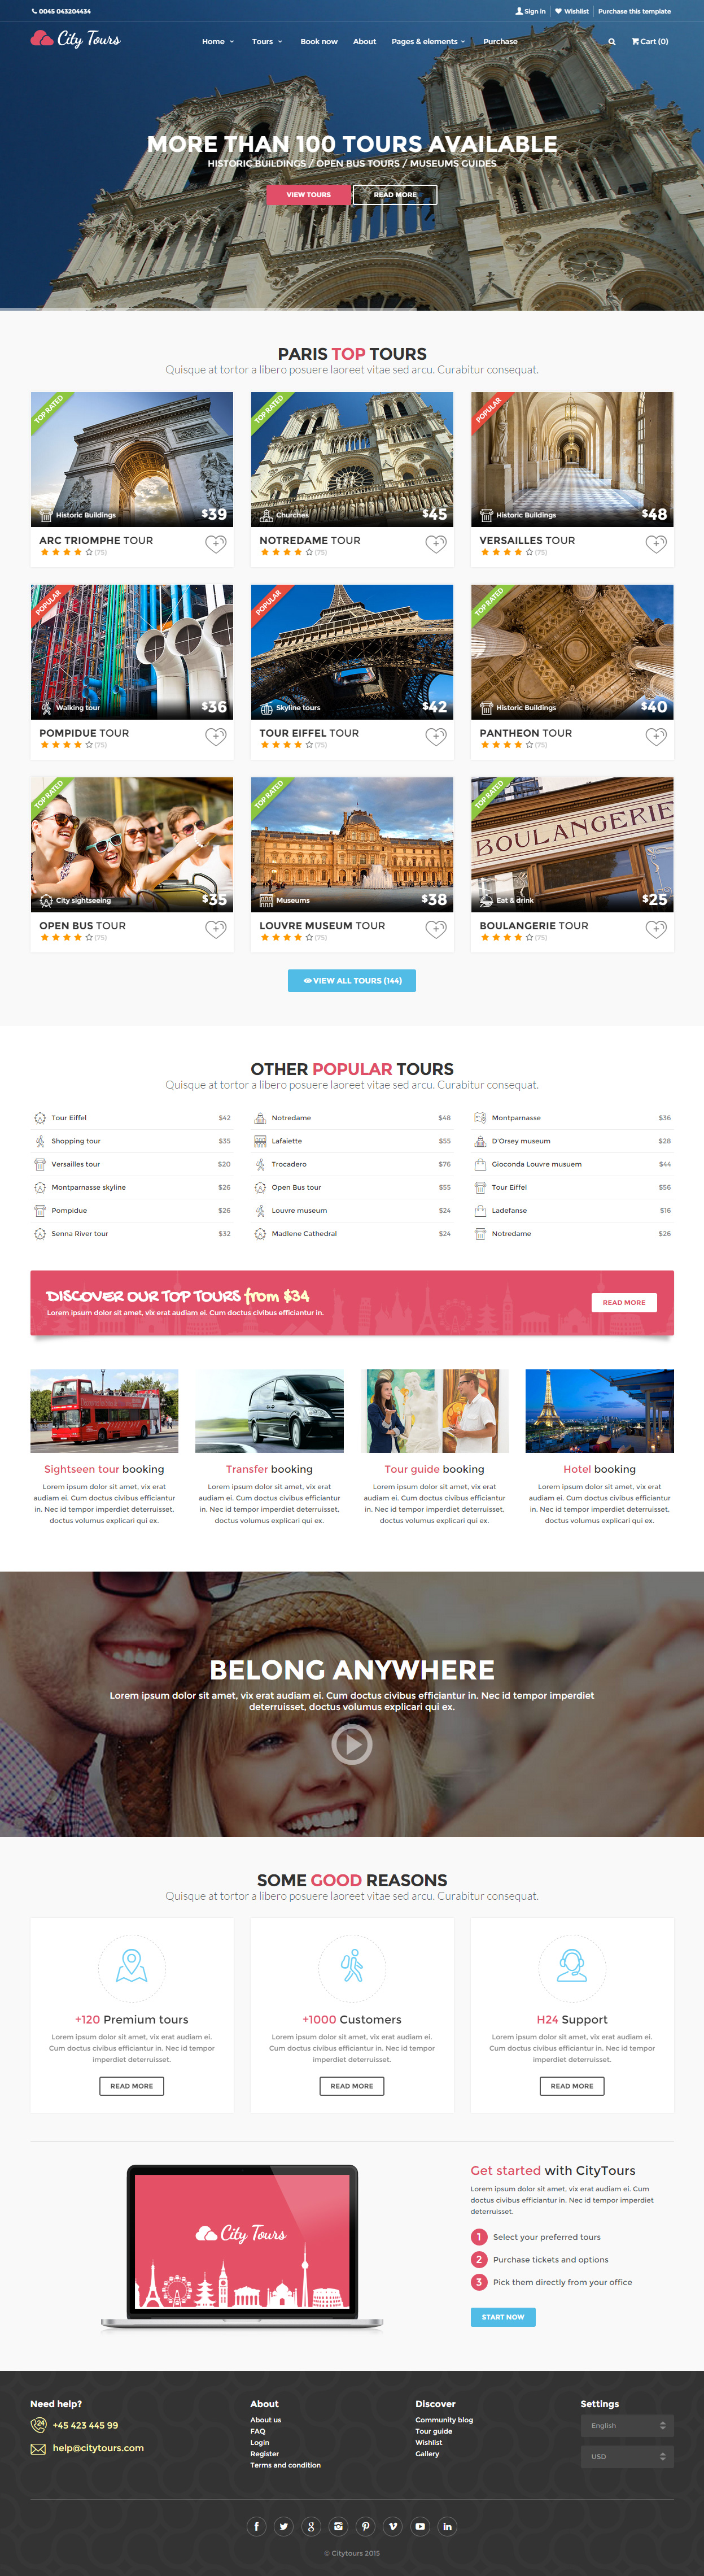 0045 043204434
Sign in
Wishlist
Purchase this template
City Tours
Home
Tours
Book now
About
Pages & elements
Purchase
Cart (0)
MORE THAN 100 TOURS AVAILABLE
HISTORIC BUILDINGS / OPEN BUS TOURS / MUSEUMS GUIDES
VIEW TOURS
READ MORE
PARIS TOP TOURS
Quisque at tortor a libero posuere laoreet vitae sed arcu. Curabitur consequat.
TOP RATED
Historic Buildings
$39
ARC TRIOMPHE TOUR
(75)
TOP RATED
Churches
$45
NOTREDAME TOUR
(75)
POPULAR
Historic Buildings
$48
VERSAILLES TOUR
(75)
POPULAR
Walking tour
$36
POMPIDUE TOUR
(75)
POPULAR
Skyline tours
$42
TOUR EIFFEL TOUR
(75)
TOP RATED
Historic Buildings
$40
PANTHEON TOUR
(75)
TOP RATED
City sightseeing
$35
OPEN BUS TOUR
(75)
TOP RATED
Museums
$38
LOUVRE MUSEUM TOUR
(75)
TOP RATED
BOULANGERIE
Eat & drink
$25
BOULANGERIE TOUR
(75)
VIEW ALL TOURS (144)
OTHER POPULAR TOURS
Quisque at tortor a libero posuere laoreet vitae sed arcu. Curabitur consequat.
Tour Eiffel $42
Shopping tour $35
Versailles tour $20
Montparnasse skyline $26
Pompidue $26
Senna River tour $32
Notredame $48
Lafaiette $55
Trocadero $76
Open Bus tour $55
Louvre museum $24
Madlene Cathedral $24
Montparnasse $36
D'Orsey museum $28
Gioconda Louvre musuem $44
Tour Eiffel $56
Ladefanse $16
Notredame $26
DISCOVER OUR TOP TOURS from $34
Lorem ipsum dolor sit amet, vix erat audiam ei. Cum doctus civibus efficiantur in.
READ MORE
Sightseen tour booking
Lorem ipsum dolor sit amet, vix erat
audiam ei. Cum doctus civibus efficiantur
in. Nec id tempor imperdiet deterruisset,
doctus volumus explicari qui ex.
Transfer booking
Lorem ipsum dolor sit amet, vix erat
audiam ei. Cum doctus civibus efficiantur
in. Nec id tempor imperdiet deterruisset,
doctus volumus explicari qui ex.
Tour guide booking
Lorem ipsum dolor sit amet, vix erat
audiam ei. Cum doctus civibus efficiantur
in. Nec id tempor imperdiet deterruisset,
doctus volumus explicari qui ex.
Hotel booking
Lorem ipsum dolor sit amet, vix erat
audiam ei. Cum doctus civibus efficiantur
in. Nec id tempor imperdiet deterruisset,
doctus volumus explicari qui ex.
BELONG ANYWHERE
Lorem ipsum dolor sit amet, vix erat audiam ei. Cum doctus civibus efficiantur in. Nec id tempor imperdiet
deterruisset, doctus volumus explicari qui ex.
SOME GOOD REASONS
Quisque at tortor a libero posuere laoreet vitae sed arcu. Curabitur consequat.
+120 Premium tours
Lorem ipsum dolor sit amet, vix erat audiam ei.
Cum doctus civibus efficiantur in. Nec id tempor
imperdiet deterruisset.
READ MORE
+1000 Customers
Lorem ipsum dolor sit amet, vix erat audiam ei.
Cum doctus civibus efficiantur in. Nec id tempor
imperdiet deterruisset.
READ MORE
H24 Support
Lorem ipsum dolor sit amet, vix erat audiam ei.
Cum doctus civibus efficiantur in. Nec id tempor
imperdiet deterruisset.
READ MORE
City Tours
Get started with CityTours
Lorem ipsum dolor sit amet, vix erat audiam ei. Cum
doctus civibus efficiantur in. Nec id tempor imperdiet
deterruisset.
1 Select your preferred tours
2 Purchase tickets and options
3 Pick them directly from your office
START NOW
Need help?
24 +45 423 445 99
help@citytours.com
About
About us
FAQ
Login
Register
Terms and condition
Discover
Community blog
Tour guide
Wishlist
Gallery
Settings
English
USD
© Citytours 2015